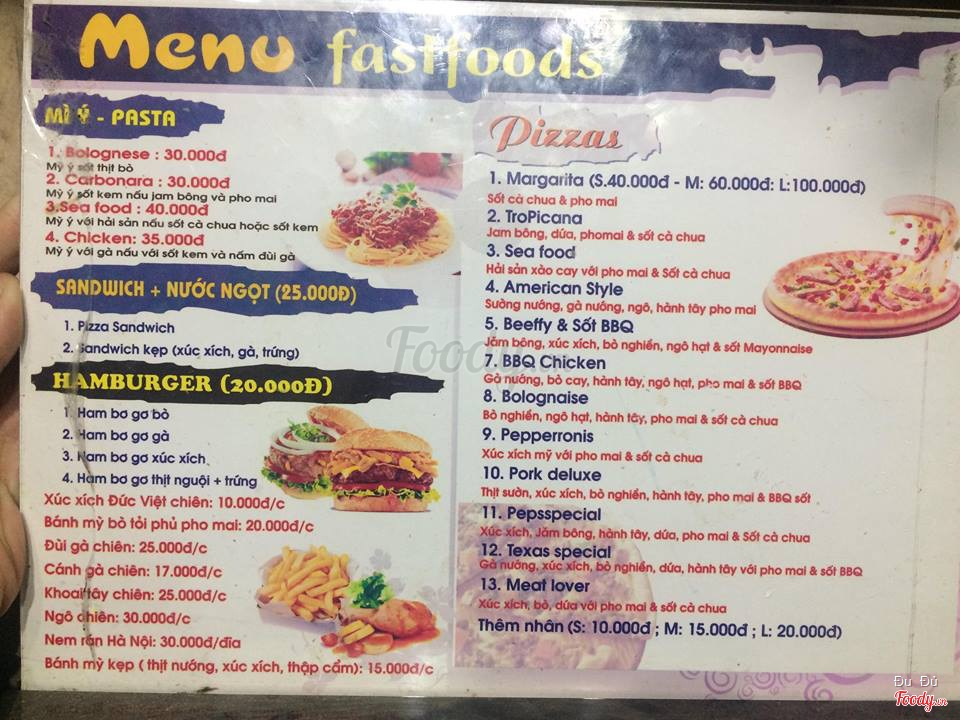 Menu fastfoods
MÌ Ý - PASTA
1. Bolognese : 30.000đ
Mỳ ý sốt thịt bò
2. Carbonara : 30.000đ
Mỳ ý sốt kem nấu jam bông và pho mai
3.Sea food : 40.000đ
Mỳ ý với hải sản nấu sốt cà chua hoặc sốt kem
4. Chicken: 35.000đ
Mỳ ý với gà nấu với sốt kem và nấm đùi gà
SANDWICH + NƯỚC NGỌT (25.000Đ)
1. Pizza Sandwich
2. Sandwich kẹp (xúc xích, gà, trứng)
HAMBURGER (20.000Đ)
1. Ham bơ gơ bò
2. Ham bơ gơ gà
3. Ham bơ gơ xúc xích
4. Ham bơ gơ thịt nguội + trứng
Xúc xích Đức Việt chiên: 10.000đ/c
Bánh mỳ bò tỏi phủ pho mai: 20.000đ/c
Đùi gà chiên: 25.000đ/c
Cánh gà chiên: 17.000đ/c
Khoai tây chiên: 25.000đ/c
Ngô chiên: 30.000đ/c
Nem rán Hà Nội: 30.000đ/đĩa
Bánh mỳ kẹp ( thịt nướng, xúc xích, thập cẩm): 15.000đ/c
Pizzas
1. Margarita (S.40.000đ - M: 60.000đ: L:100.000đ)
Sốt cà chua & pho mai
2. TroPicana
Jam bông, dứa, phomai & sốt cà chua
3. Sea food
Hải sản xào cay với pho mai & Sốt cà chua
4. American Style
Sườn nướng, gà nướng, ngô, hành tây pho mai
5. Beeffy & Sốt BBQ
Jăm bông, xúc xích, bò nghiền, ngô hạt & sốt Mayonnaise
7. BBQ Chicken
Gà nướng, bò cay, hành tây, ngô hạt, pho mai & sốt BBQ
8. Bolognaise
Bò nghiền, ngô hạt, hành tây, pho mai & sốt cà chua
9. Pepperronis
Xúc xích mỹ với pho mai & sốt cà chua
10. Pork deluxe
Thịt sườn, xúc xích, bò nghiền, hành tây, pho mai & BBQ sốt
11. Pepsspecial
Xúc xích, Jăm bông, hành tây, dứa, pho mai & Sốt cà chua
12. Texas special
Gà nướng, xúc xích, bò nghiền, dứa, hành tây với pho mai & sốt BBQ
13. Meat lover
Xúc xích, bò, dứa với pho mai & sốt cà chua
Thêm nhân (S: 10.000đ ; M: 15.000đ ; L: 20.000đ)
Foody.vn
Đu Đủ
Foody.vn